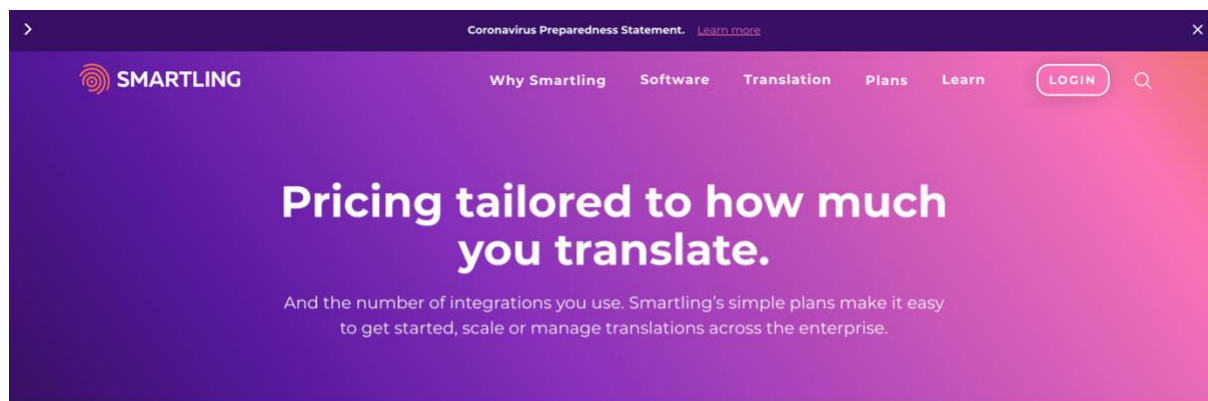 Coronavirus Preparedness Statement. Learn more
SMARTLING
Why Smartling Software Translation Plans Learn LOGIN
Pricing tailored to how much
you translate.
And the number of integrations you use. Smartling's simple plans make it easy
to get started, scale or manage translations across the enterprise.